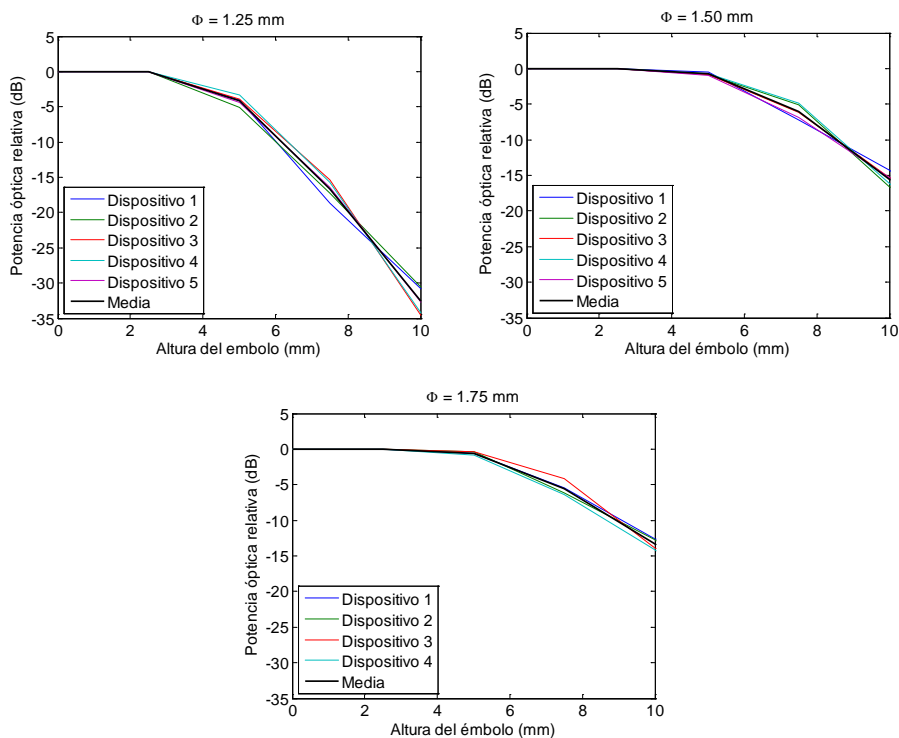 Φ = 1.25 mm
5
0
-5
-10
-15
-20
-25
-30
-35
Potencia óptica relativa (dB)
Dispositivo 1
Dispositivo 2
Dispositivo 3
Dispositivo 4
Dispositivo 5
Media
0 2 4 6 8 10
Altura del embolo (mm)
Φ = 1.50 mm
5
0
-5
-10
-15
-20
-25
-30
-35
Potencia óptica relativa (dB)
Dispositivo 1
Dispositivo 2
Dispositivo 3
Dispositivo 4
Dispositivo 5
Media
0 2 4 6 8 10
Altura del émbolo (mm)
Φ = 1.75 mm
5
0
-5
-10
-15
-20
-25
-30
-35
Potencia óptica relativa (dB)
Dispositivo 1
Dispositivo 2
Dispositivo 3
Dispositivo 4
Media
0 2 4 6 8 10
Altura del émbolo (mm)